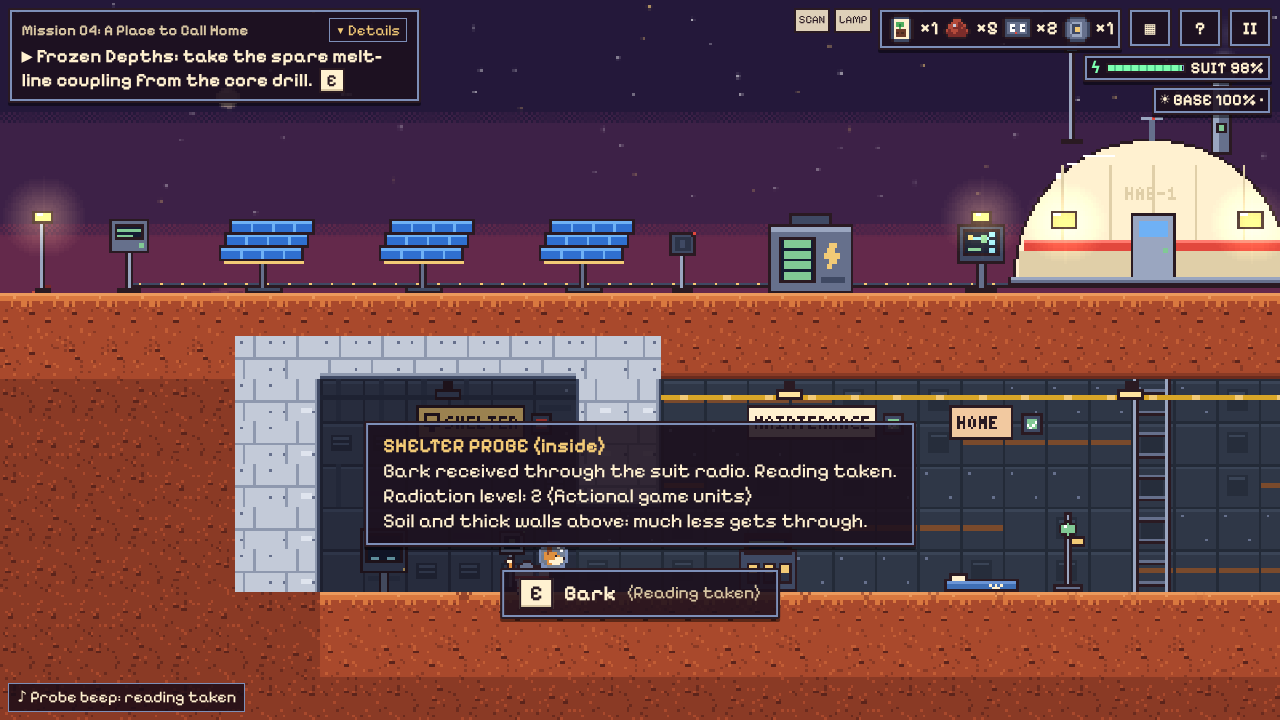 Mission 04: A Place to Call Home
▾ Details
▶ Frozen Depths: take the spare melt-
line coupling from the core drill. E
SCAN
LAMP
×1
×9
×2
×1
?
II
SUIT 98%
BASE 100% ·
HAB-1
SHELTER
MAINTENANCE
HOME
SHELTER PROBE (inside)
Bark received through the suit radio. Reading taken.
Radiation level: 2 (fictional game units)
Soil and thick walls above: much less gets through.
E Bark (Reading taken)
♪ Probe beep: reading taken